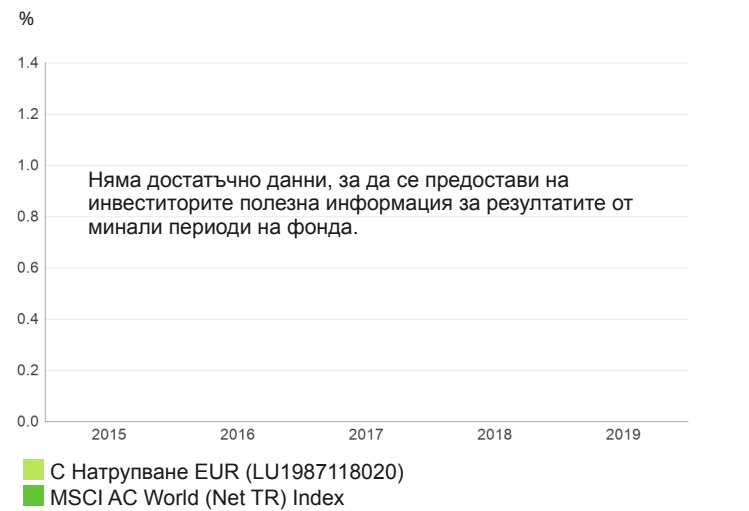 %
1.4
1.2
1.0
Няма достатъчно данни, за да се предостави на
инвеститорите полезна информация за резултатите от
минали периоди на фонда.
0.8
0.6
0.4
0.2
0.0
2015 2016 2017 2018 2019
С Натрупване EUR (LU1987118020)
MSCI AC World (Net TR) Index